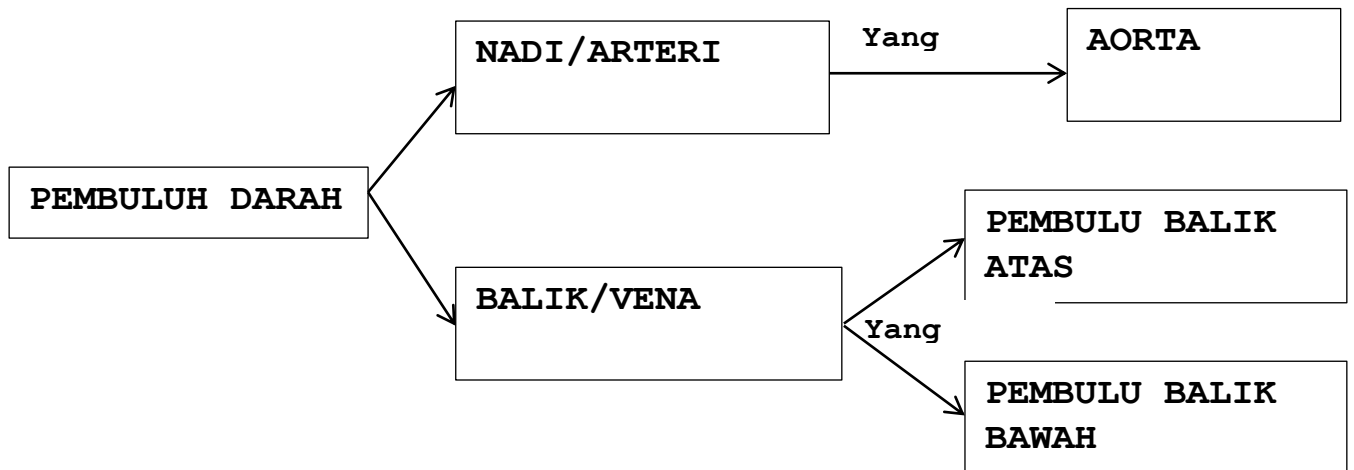 NADI/ARTERI
Yang
AORTA
PEMBULUH DARAH
PEMBULU BALIK
ATAS
BALIK/VENA
Yang
PEMBULU BALIK
BAWAH